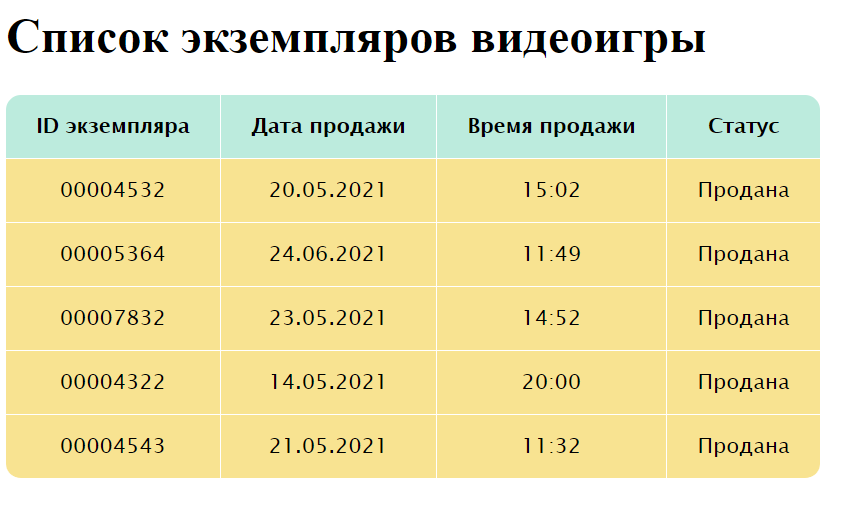 Список экземпляров видеоигры
ID экземпляра Дата продажи Время продажи Статус
00004532 20.05.2021 15:02 Продана
00005364 24.06.2021 11:49 Продана
00007832 23.05.2021 14:52 Продана
00004322 14.05.2021 20:00 Продана
00004543 21.05.2021 11:32 Продана